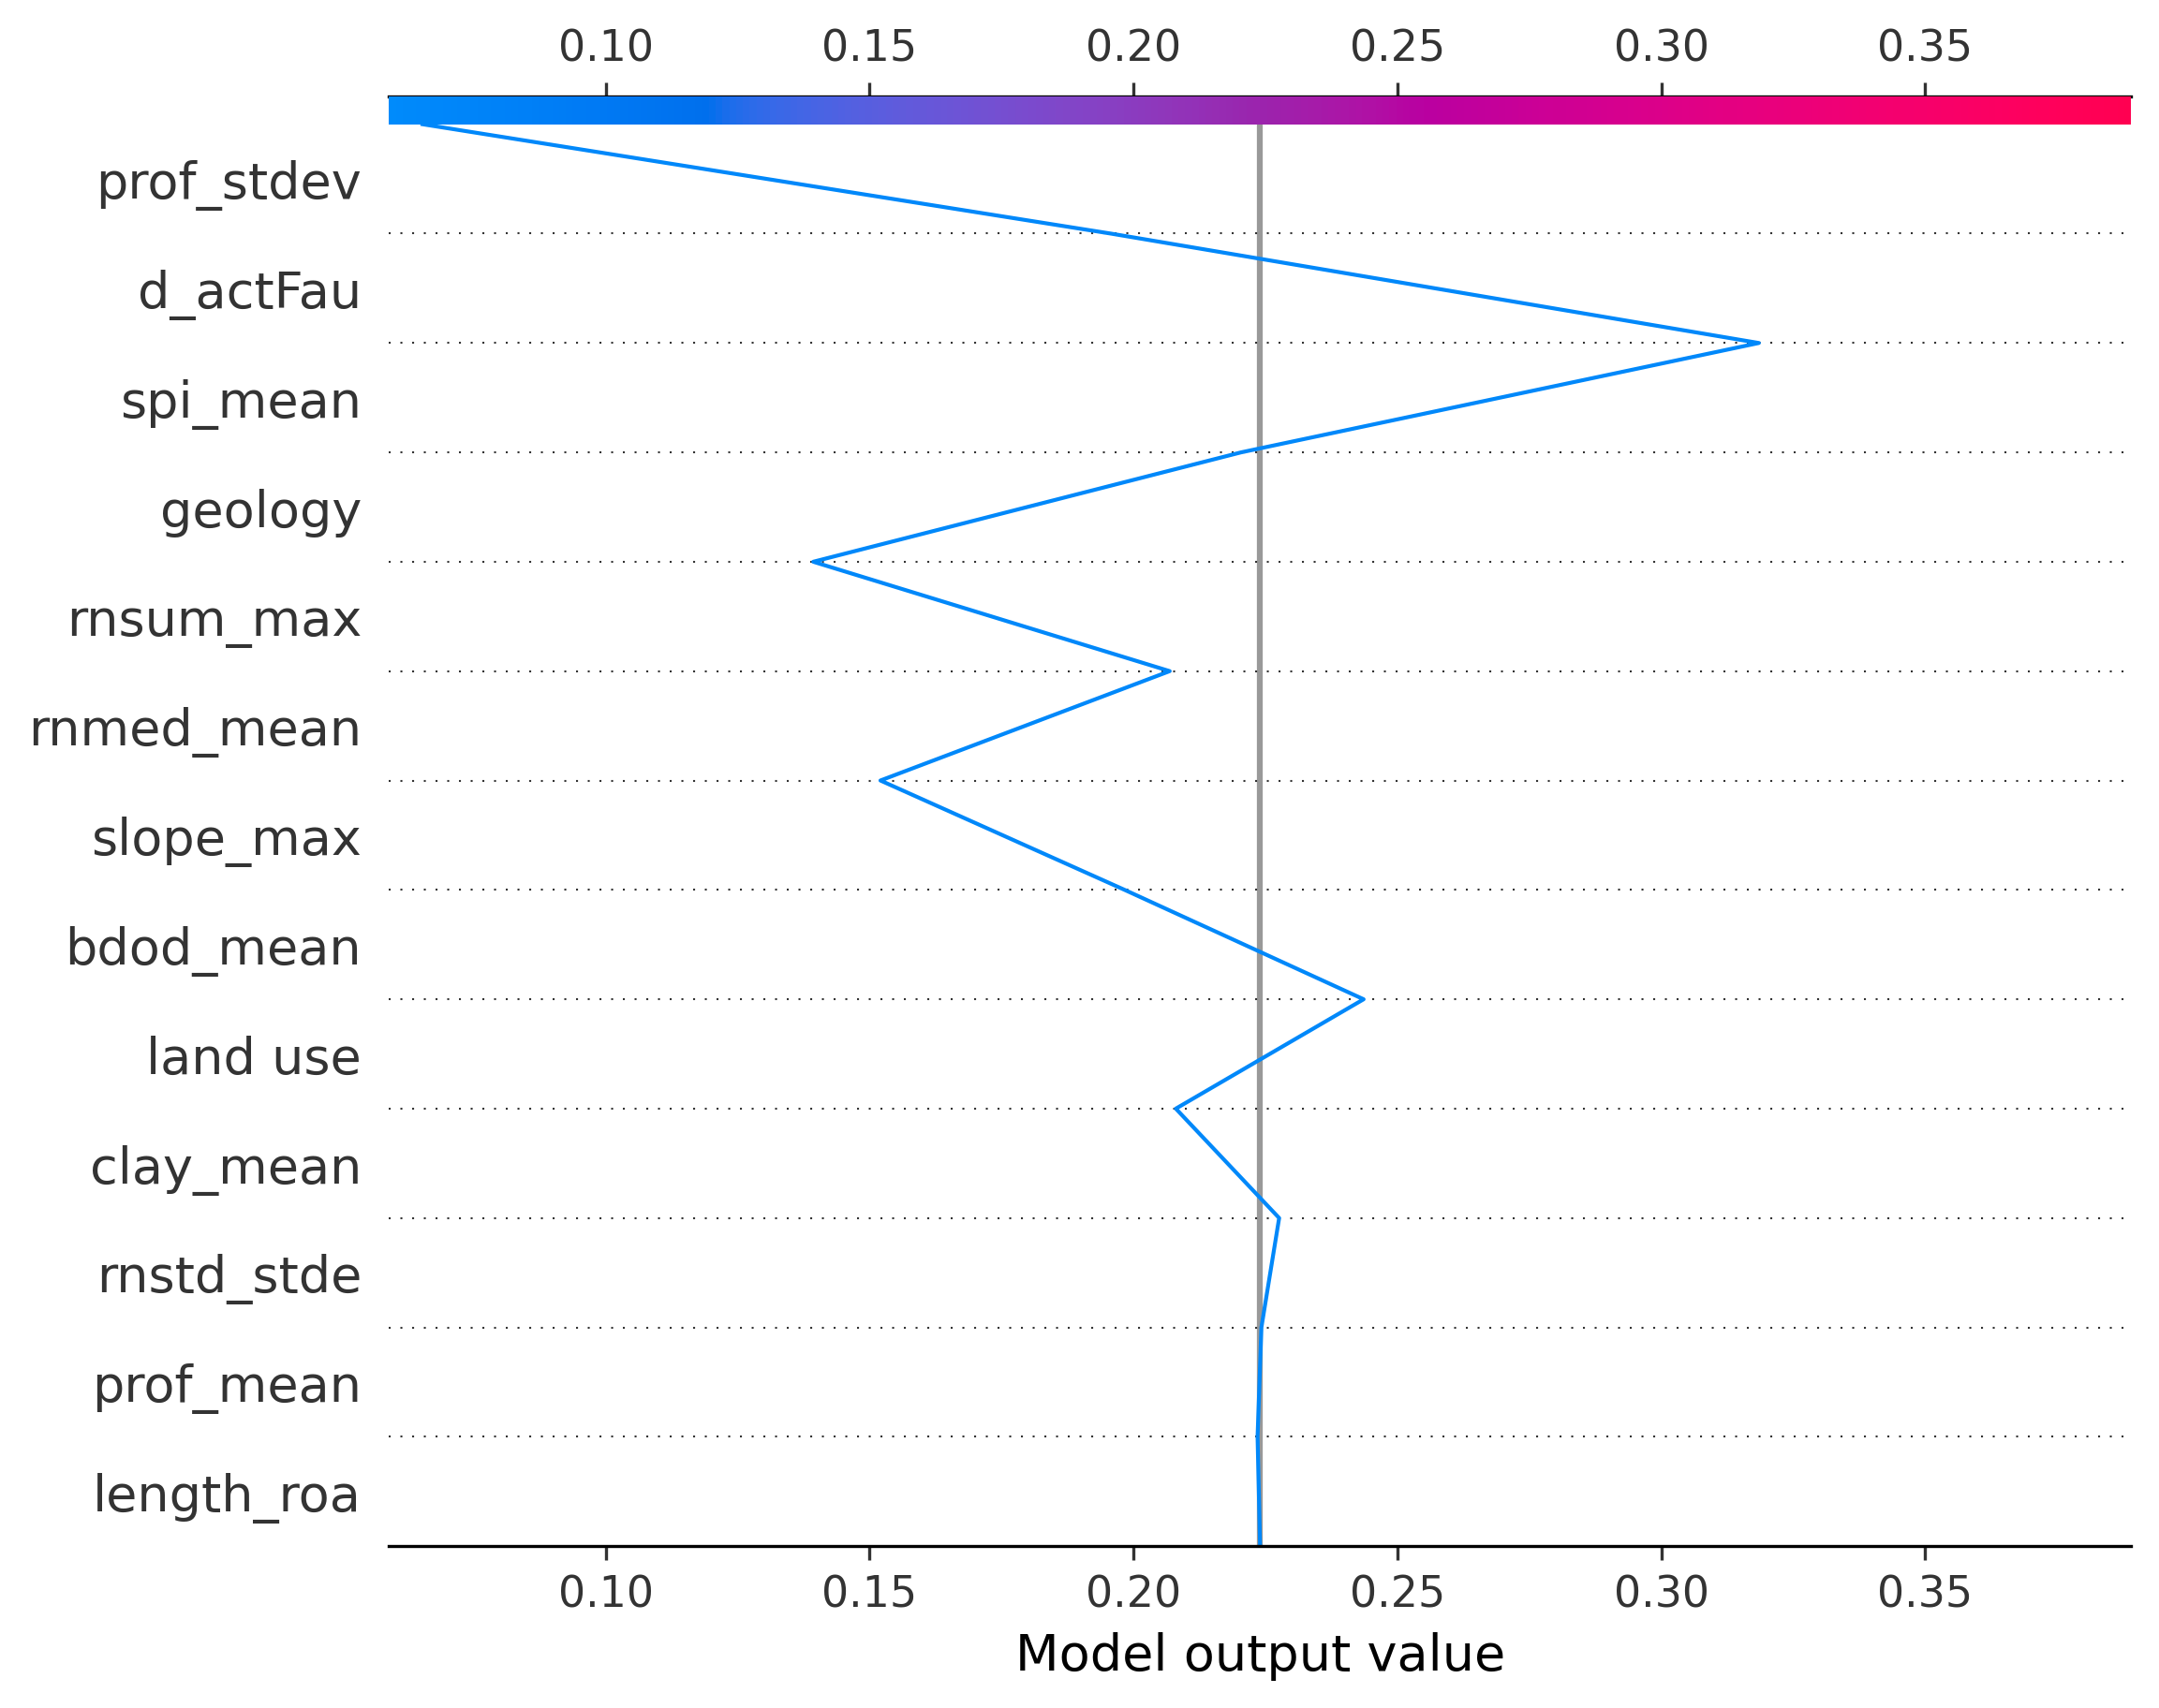 0.10 0.15 0.20 0.25 0.30 0.35
prof_stdev
d_actFau
spi_mean
geology
rnsum_max
rnmed_mean
slope_max
bdod_mean
land use
clay_mean
rnstd_stde
prof_mean
length_roa
0.10 0.15 0.20 0.25 0.30 0.35
Model output value